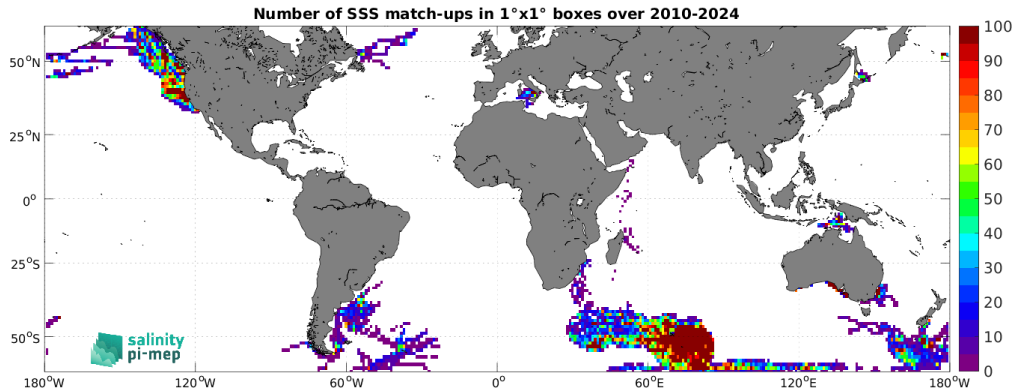 Number of SSS match-ups in 1°x1° boxes over 2010-2024
50°N
25°N
0°
25°S
50°S
180°W
120°W
60°W
0°
60°E
120°E
180°W
100
90
80
70
60
50
40
30
20
10
0
salinity
pi-mep